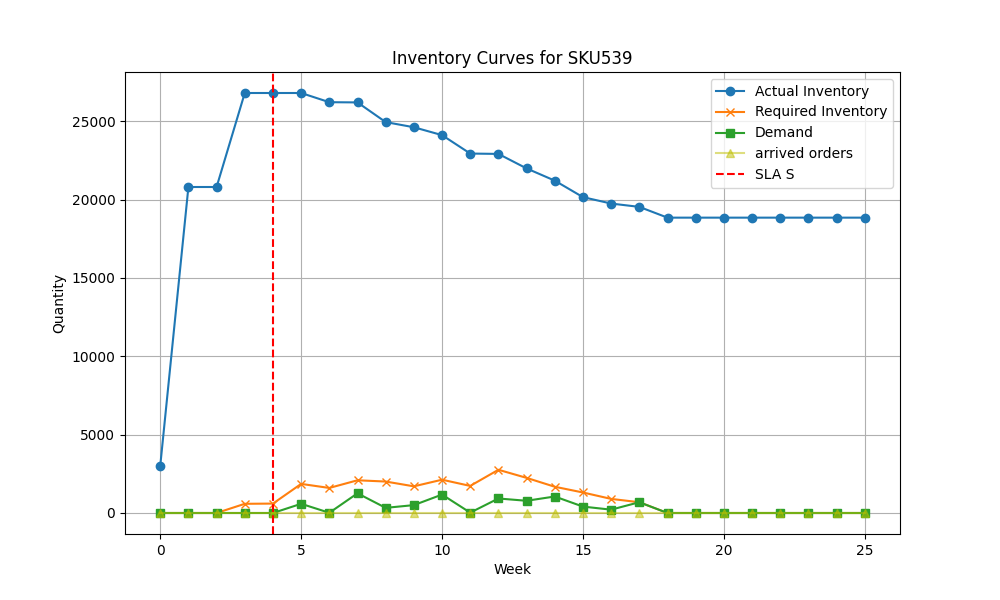 Inventory Curves for SKU539
Actual Inventory
Required Inventory
Demand
arrived orders
SLA S
Quantity
25000
20000
15000
10000
5000
0
0 5 10 15 20 25
Week